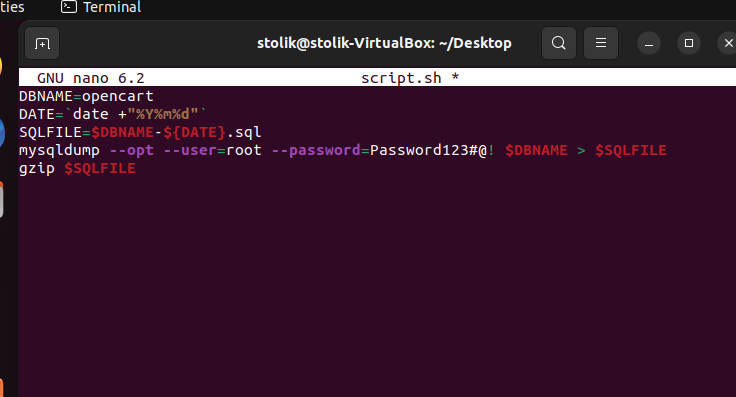 ties Terminal
stolik@stolik-VirtualBox: ~/Desktop
GNU nano 6.2 script.sh *
DBNAME=opencart
DATE=`date +"%Y%m%d"`
SQLFILE=$DBNAME-${DATE}.sql
mysqldump --opt --user=root --password=Password123#@! $DBNAME > $SQLFILE
gzip $SQLFILE